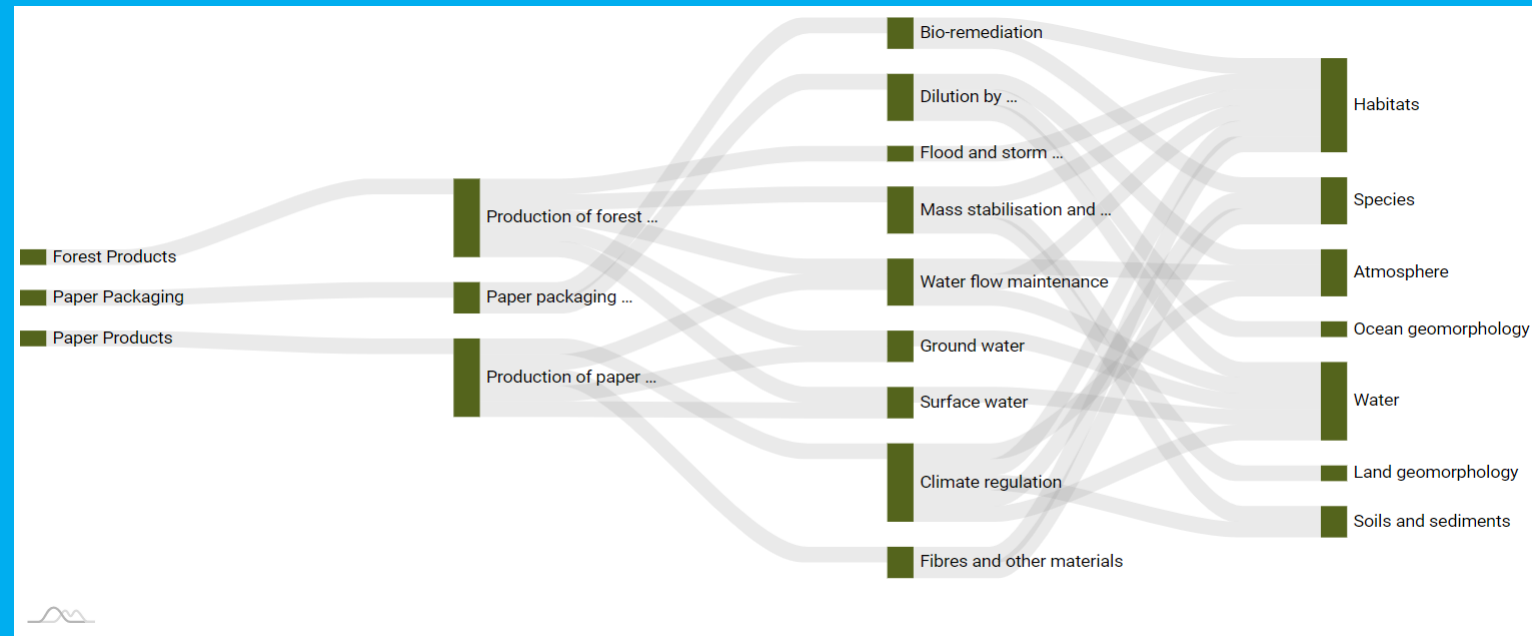 Forest Products
Paper Packaging
Paper Products
Production of forest ...
Paper packaging ...
Production of paper ...
Bio-remediation
Dilution by ...
Flood and storm ...
Mass stabilisation and ...
Water flow maintenance
Ground water
Surface water
Climate regulation
Fibres and other materials
Habitats
Species
Atmosphere
Ocean geomorphology
Water
Land geomorphology
Soils and sediments